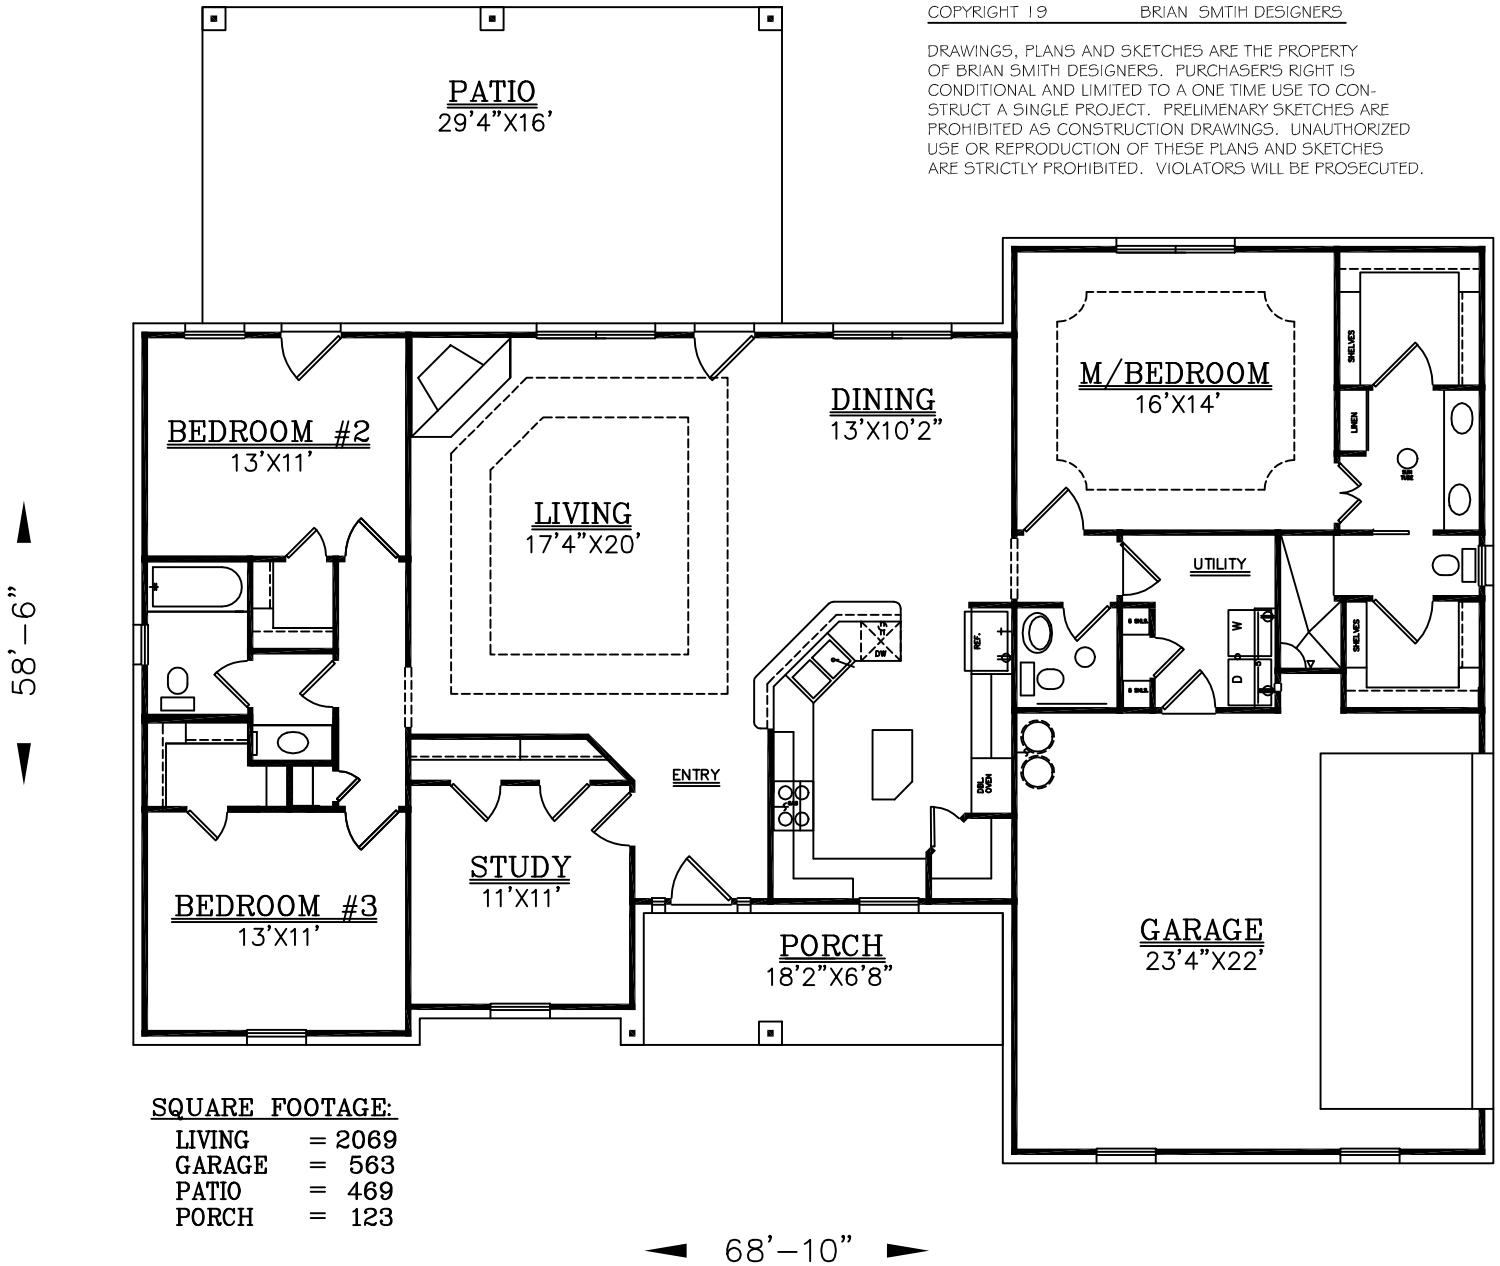 COPYRIGHT 19 BRIAN SMTIH DESIGNERS
DRAWINGS, PLANS AND SKETCHES ARE THE PROPERTY
OF BRIAN SMITH DESIGNERS. PURCHASER'S RIGHT IS
CONDITIONAL AND LIMITED TO A ONE TIME USE TO CON-
STRUCT A SINGLE PROJECT. PRELIMENARY SKETCHES ARE
PROHIBITED AS CONSTRUCTION DRAWINGS. UNAUTHORIZED
USE OR REPRODUCTION OF THESE PLANS AND SKETCHES
ARE STRICTLY PROHIBITED. VIOLATORS WILL BE PROSECUTED.
PATIO
29'4"X16'
M/BEDROOM
16'X14'
SHELVES
LINEN
DINING
13'X10'2"
BEDROOM #2
13'X11'
LIVING
17'4"X20'
UTILITY
58'-6"
SHELVES
W
D
REF.
DW
DBL.
OVEN
ENTRY
STUDY
11'X11'
BEDROOM #3
13'X11'
PORCH
18'2"X6'8"
GARAGE
23'4"X22'
SQUARE FOOTAGE:
LIVING = 2069
GARAGE = 563
PATIO = 469
PORCH = 123
68'-10"